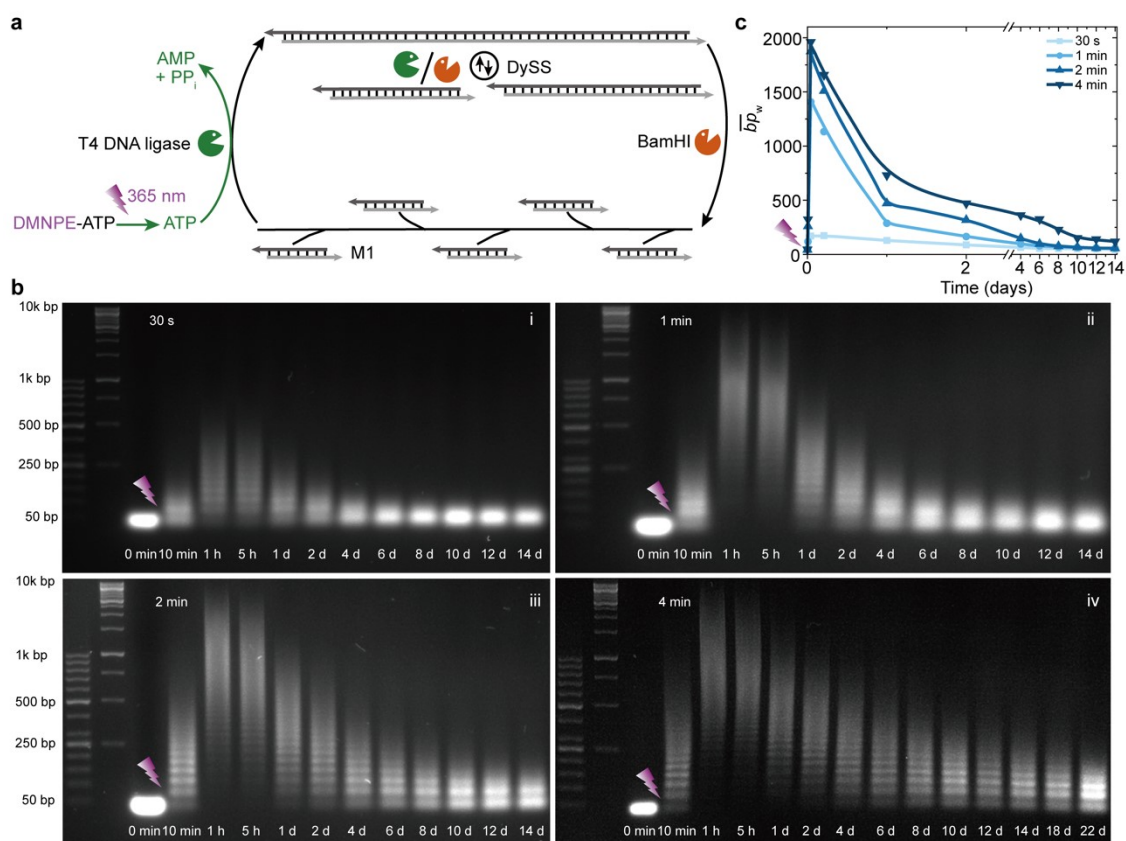 a
AMP
+ PPi
T4 DNA ligase
365 nm
DMNPE-ATP
ATP
DySS
BamHI
M1
c
bpw
2000
1500
1000
500
0
30 s
1 min
2 min
4 min
0 1 2 4 6 8 10 12 14
Time (days)
b
10k bp
1k bp
500 bp
250 bp
50 bp
30 s
i
0 min 10 min 1 h 5 h 1 d 2 d 4 d 6 d 8 d 10 d 12 d 14 d
1 min
ii
0 min 10 min 1 h 5 h 1 d 2 d 4 d 6 d 8 d 10 d 12 d 14 d
10k bp
1k bp
500 bp
250 bp
50 bp
2 min
iii
0 min 10 min 1 h 5 h 1 d 2 d 4 d 6 d 8 d 10 d 12 d 14 d
4 min
iv
0 min 10 min 1 h 5 h 1 d 2 d 4 d 6 d 8 d 10 d 12 d 14 d 18 d 22 d